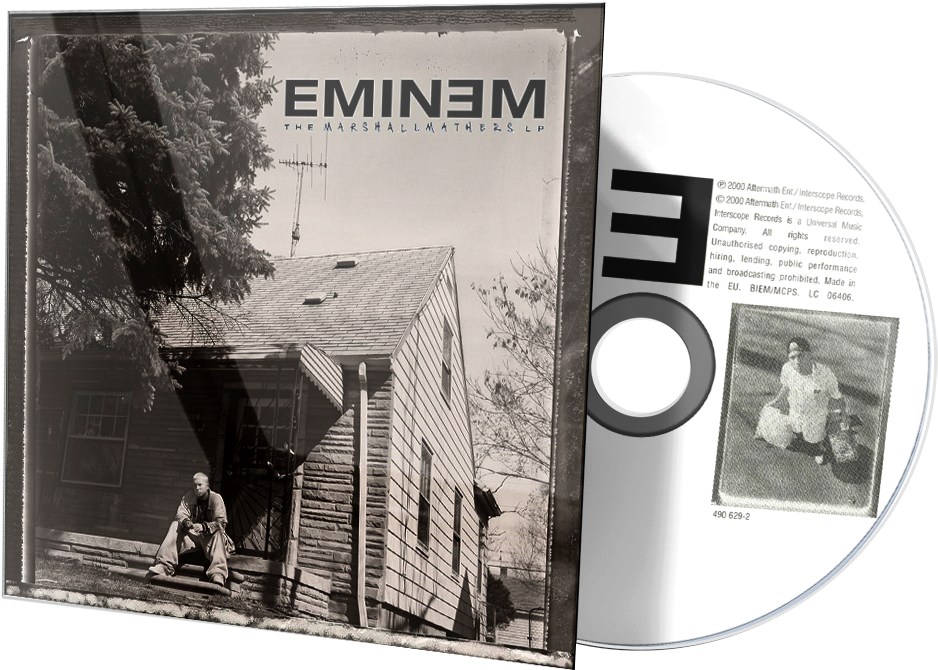 EMINƎM
THE MARSHALL MATHERS LP
E
℗ 2000 Aftermath Ent./ Interscope Records.
© 2000 Aftermath Ent./ Interscope Records,
Interscope Records is a Universal Music
Company. All rights reserved.
Unauthorised copying, reproduction,
hiring, lending, public performance
and broadcasting prohibited. Made in
the EU. BIEM/MCPS. LC 06406.
490 629-2